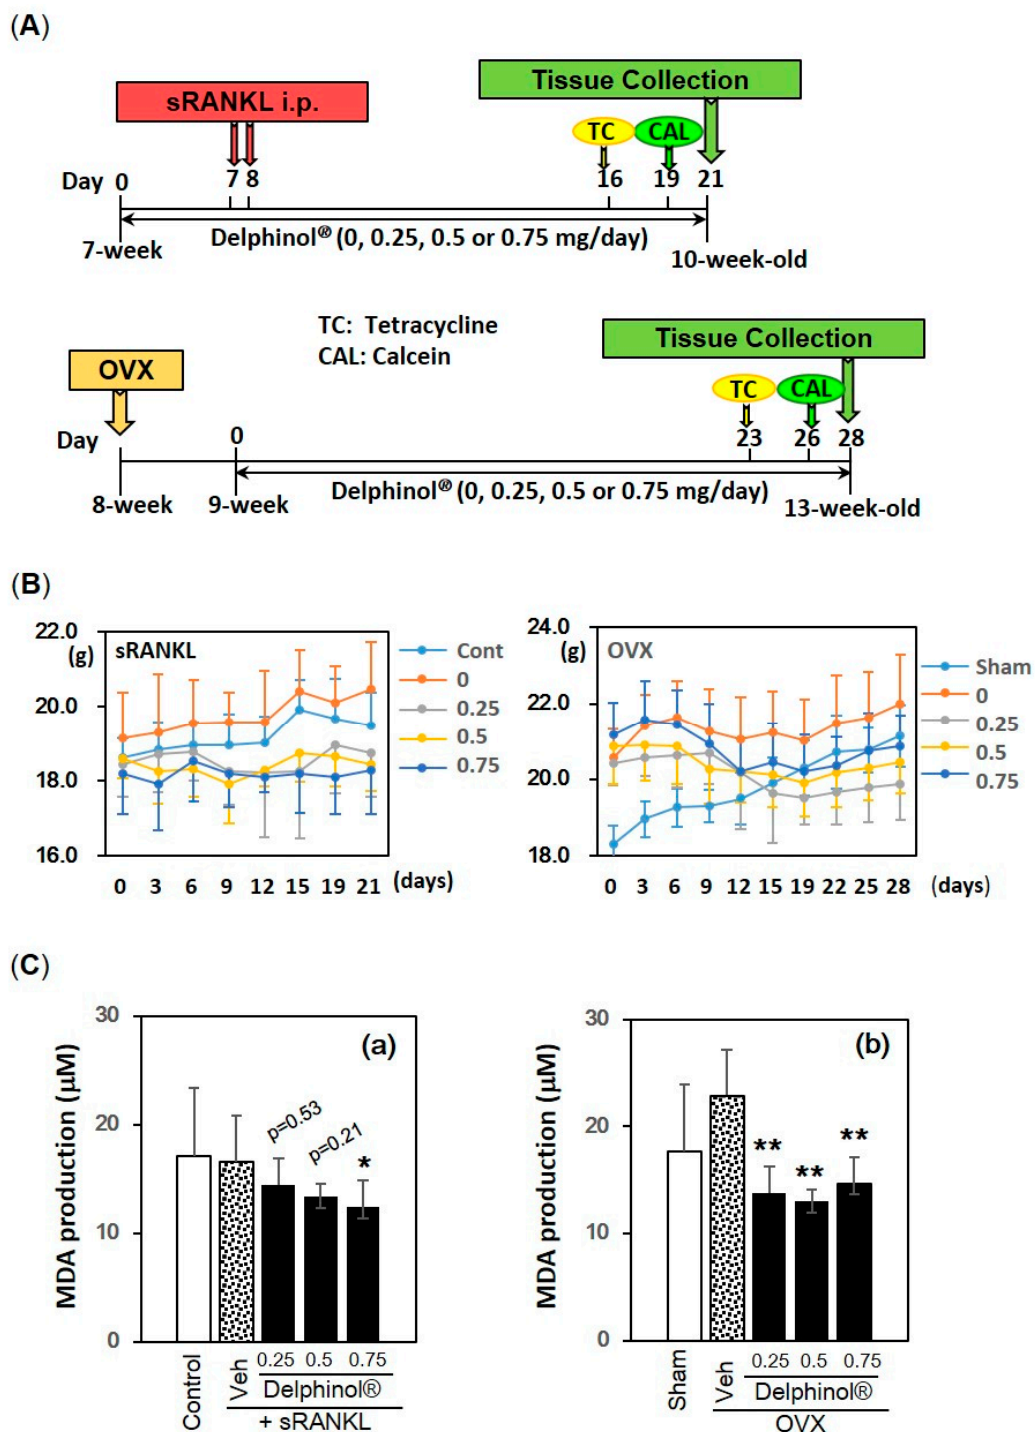 (A)
sRANKL i.p.
Tissue Collection
TC CAL
Day 0 7 8 16 19 21
Delphinol® (0, 0.25, 0.5 or 0.75 mg/day)
7-week 10-week-old
TC: Tetracycline
CAL: Calcein
Tissue Collection
OVX
TC CAL
Day 0 23 26 28
Delphinol® (0, 0.25, 0.5 or 0.75 mg/day)
8-week 9-week 13-week-old
(B)
22.0
(g)
sRANKL
20.0
18.0
16.0
0 3 6 9 12 15 19 21 (days)
Cont
0
0.25
0.5
0.75
24.0
(g)
OVX
22.0
20.0
18.0
0 3 6 9 12 15 19 22 25 28 (days)
Sham
0
0.25
0.5
0.75
(C)
MDA production (µM)
30
20
10
0
(a)
p=0.53
p=0.21
*
Control
Veh
0.25 0.5 0.75
Delphinol®
+ sRANKL
MDA production (µM)
30
20
10
0
(b)
** ** **
Sham
Veh
0.25 0.5 0.75
Delphinol®
OVX